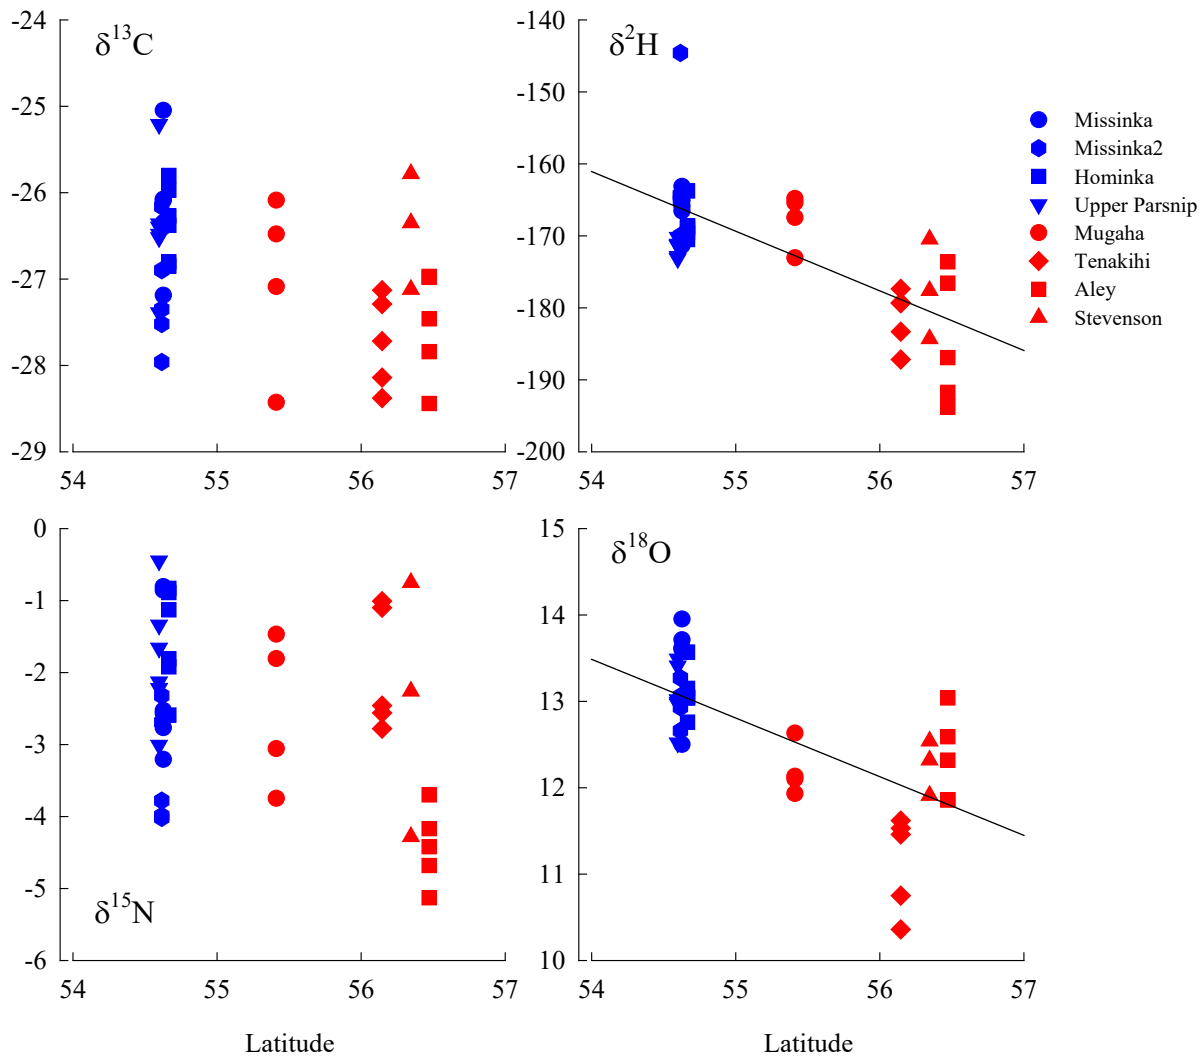 δ¹³C
-24
-25
-26
-27
-28
-29
54 55 56 57
δ²H
-140
-150
-160
-170
-180
-190
-200
54 55 56 57
Missinka
Missinka2
Hominka
Upper Parsnip
Mugaha
Tenakihi
Aley
Stevenson
δ¹⁵N
0
-1
-2
-3
-4
-5
-6
54 55 56 57
Latitude
δ¹⁸O
15
14
13
12
11
10
54 55 56 57
Latitude